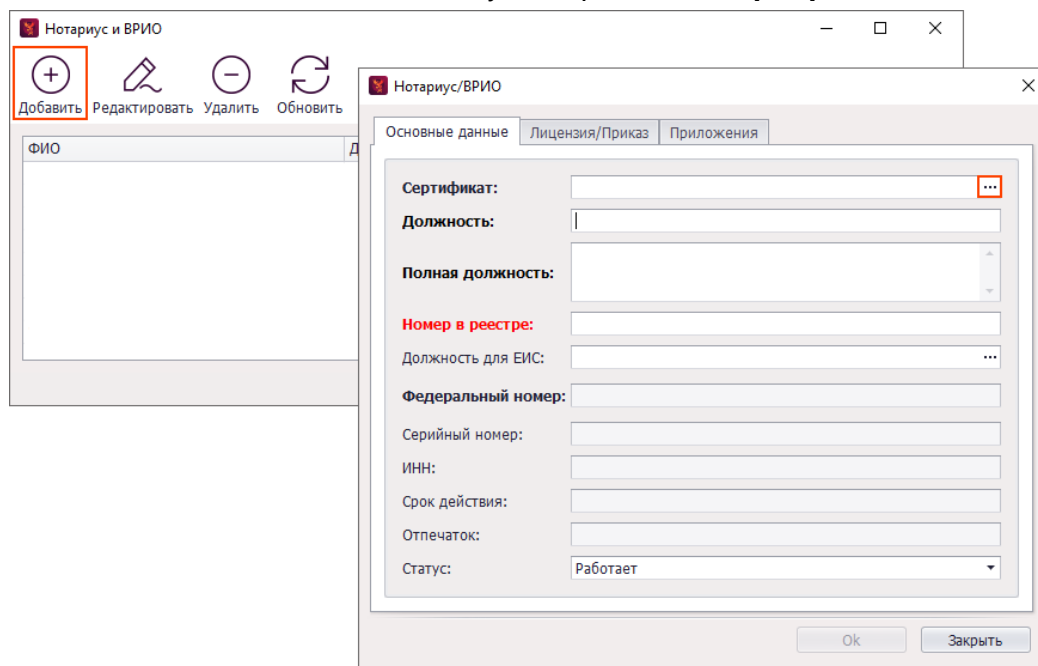 Нотариус и ВРИО
Добавить Редактировать Удалить Обновить
ФИО
Нотариус/ВРИО
Основные данные Лицензия/Приказ Приложения
Сертификат: ...
Должность:
Полная должность:
Номер в реестре:
Должность для ЕИС: ...
Федеральный номер:
Серийный номер:
ИНН:
Срок действия:
Отпечаток:
Статус: Работает
Ok Закрыть